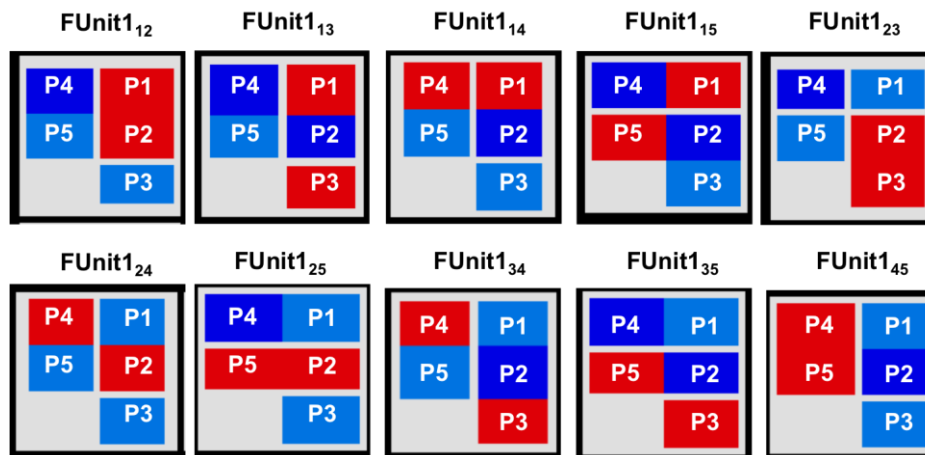 FUnit1₁₂ FUnit1₁₃ FUnit1₁₄ FUnit1₁₅ FUnit1₂₃
P4 P1 P4 P1 P4 P1 P4 P1 P4 P1
P5 P2 P5 P2 P5 P2 P5 P2 P5 P2
P3 P3 P3 P3 P3
FUnit1₂₄ FUnit1₂₅ FUnit1₃₄ FUnit1₃₅ FUnit1₄₅
P4 P1 P4 P1 P4 P1 P4 P1 P4 P1
P5 P2 P5 P2 P5 P2 P5 P2 P5 P2
P3 P3 P3 P3 P3